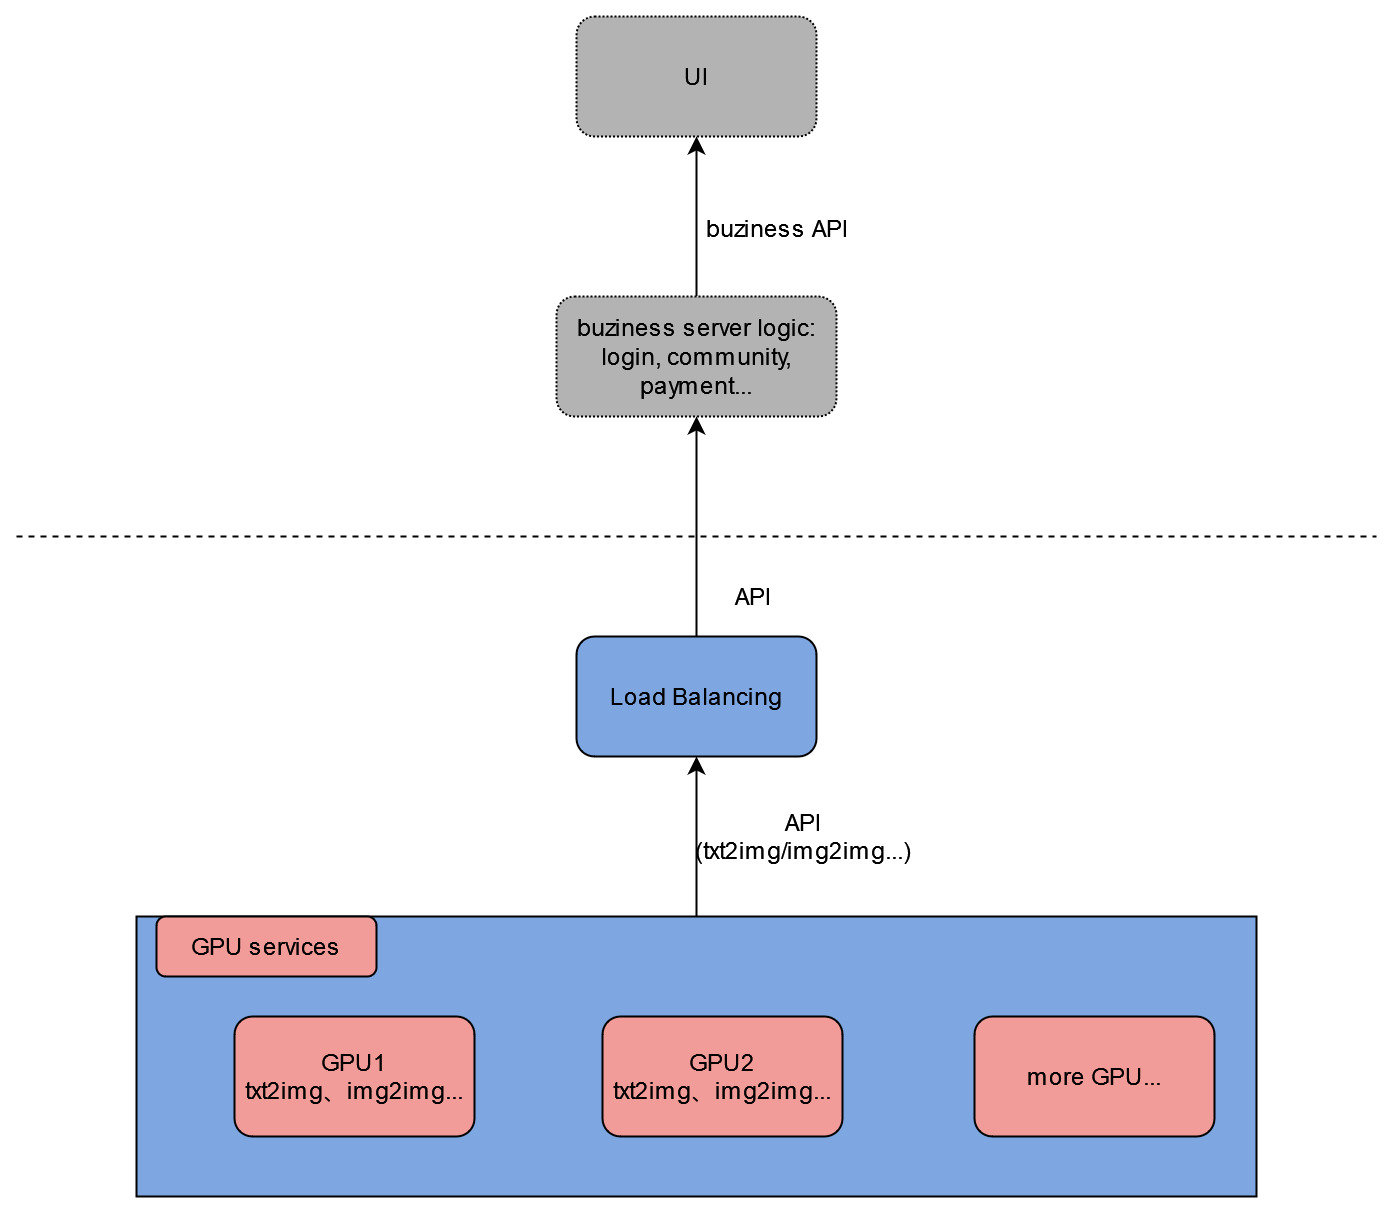 UI
buziness API
buziness server logic:
login, community,
payment...
API
Load Balancing
API
(txt2img/img2img...)
GPU services
GPU1
txt2img、img2img...
GPU2
txt2img、img2img...
more GPU...